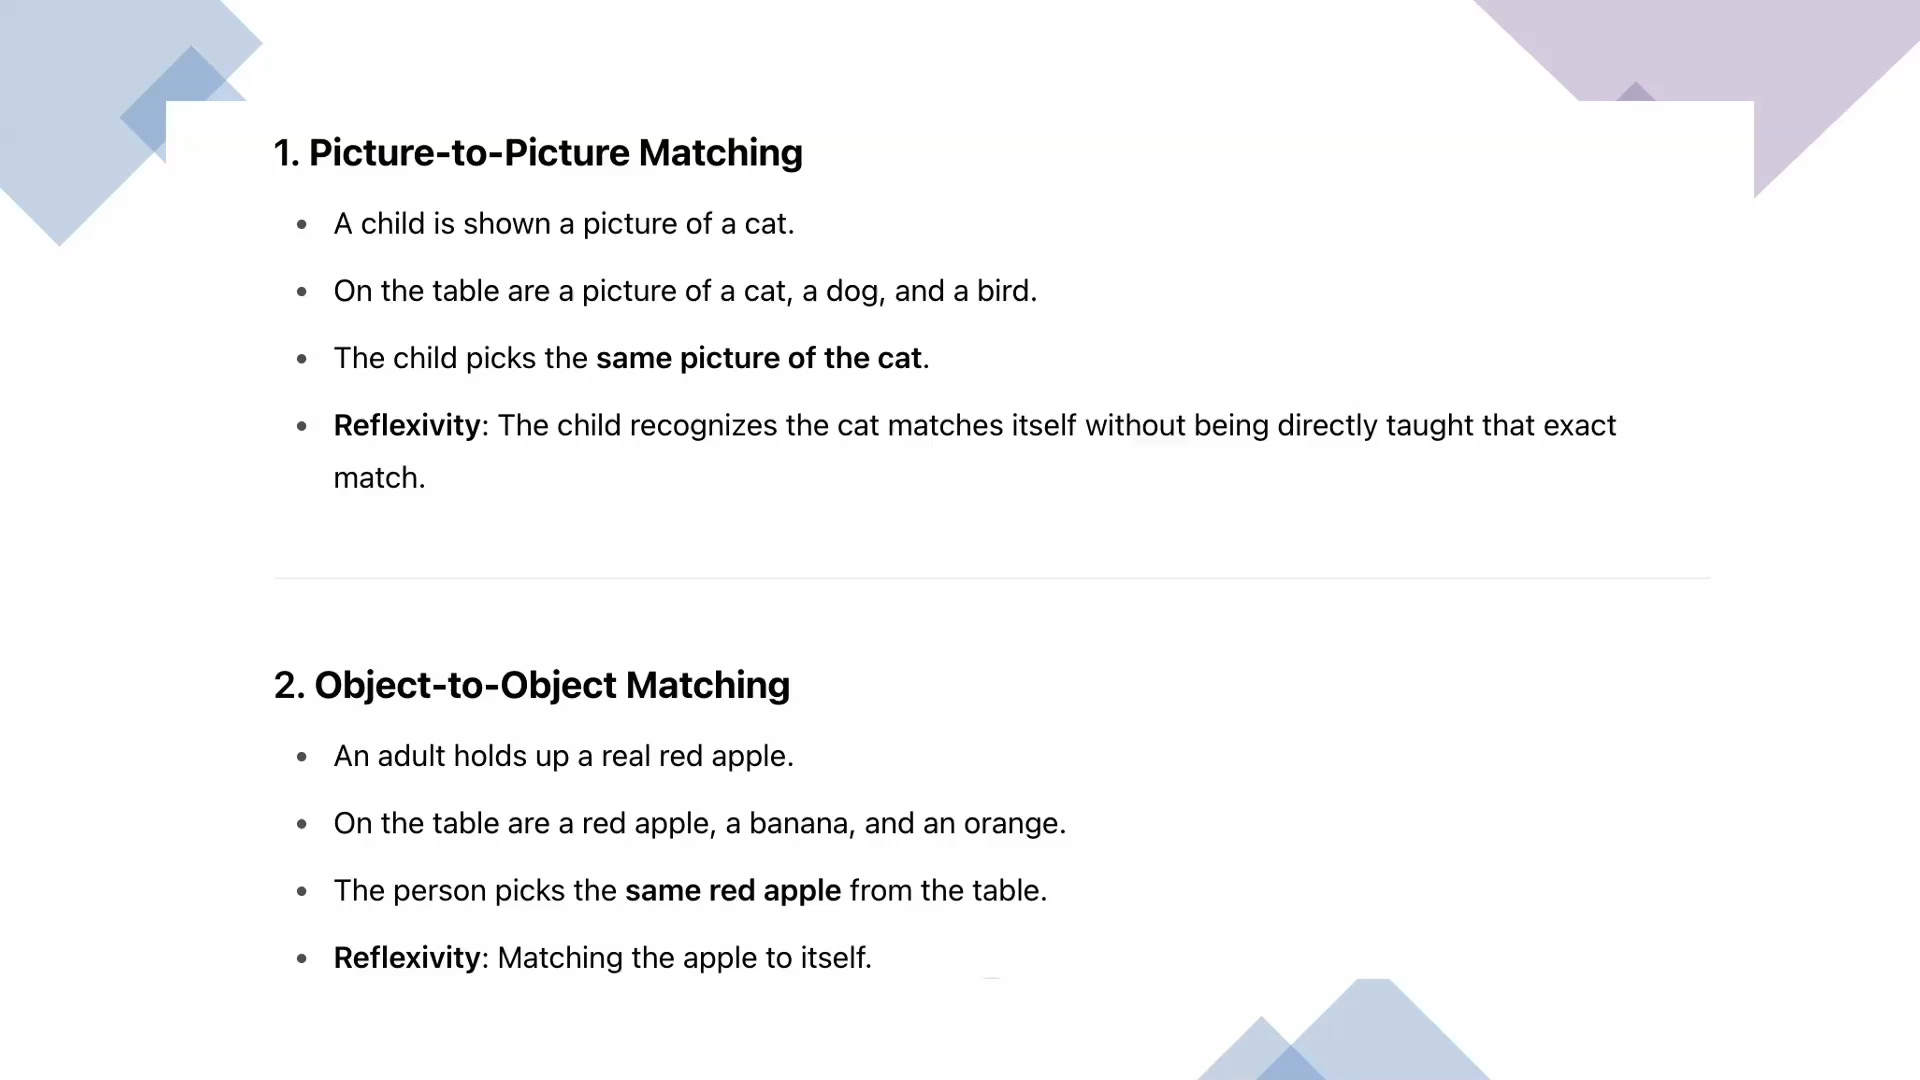 1. Picture-to-Picture Matching
• A child is shown a picture of a cat.
• On the table are a picture of a cat, a dog, and a bird.
• The child picks the same picture of the cat.
• Reflexivity: The child recognizes the cat matches itself without being directly taught that exact
match.
2. Object-to-Object Matching
• An adult holds up a real red apple.
• On the table are a red apple, a banana, and an orange.
• The person picks the same red apple from the table.
• Reflexivity: Matching the apple to itself.